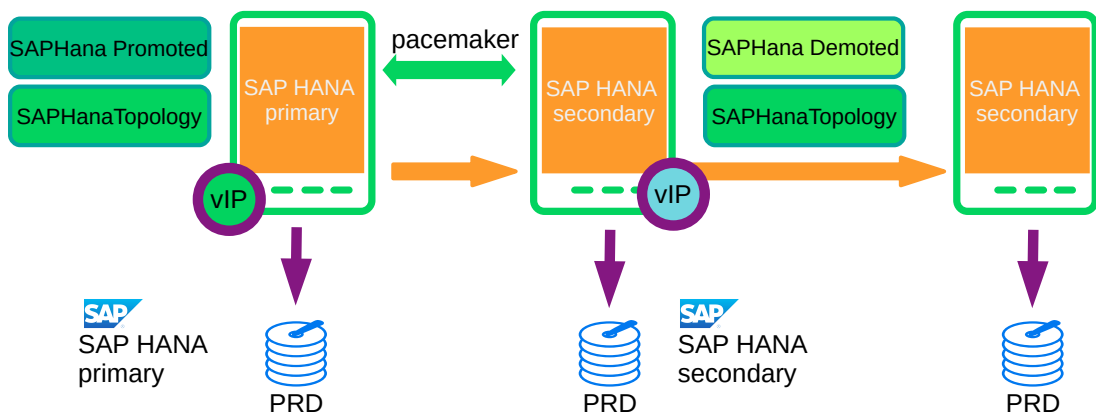 SAPHana Promoted
SAPHanaTopology
SAP HANA
primary
vIP
pacemaker
SAP HANA
secondary
vIP
SAPHana Demoted
SAPHanaTopology
SAP HANA
secondary
SAP
SAP HANA
primary
PRD
PRD
SAP
SAP HANA
secondary
PRD